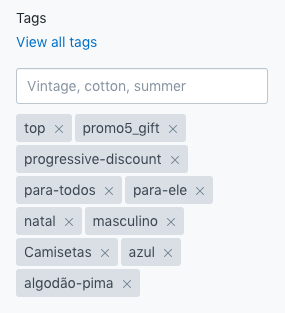 Tags
View all tags
Vintage, cotton, summer
top × promo5_gift ×
progressive-discount ×
para-todos × para-ele ×
natal × masculino ×
Camisetas × azul ×
algodão-pima ×